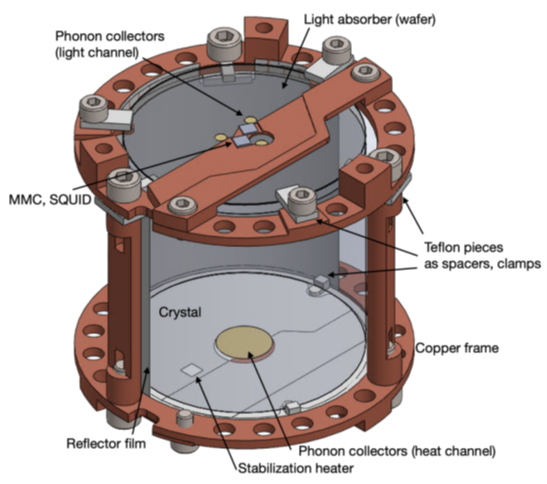 Light absorber (wafer)
Phonon collectors
(light channel)
MMC, SQUID
Teflon pieces
as spacers, clamps
Crystal
Copper frame
Reflector film
Phonon collectors (heat channel)
Stabilization heater